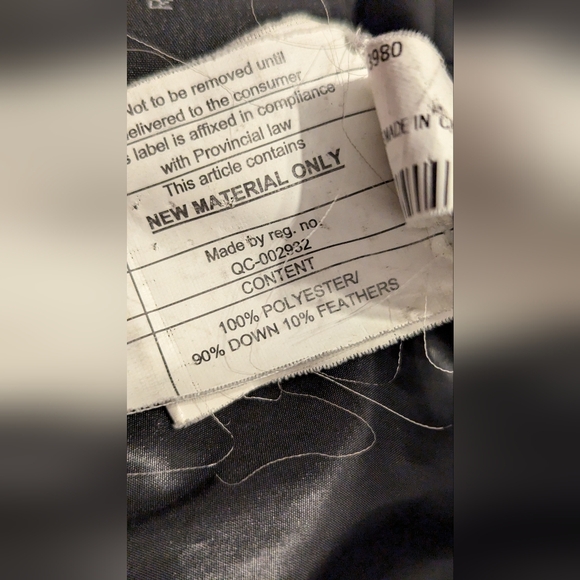 Not to be removed until
delivered to the consumer
label is affixed in compliance
with Provincial law
This article contains
NEW MATERIAL ONLY
Made by reg. no.
QC-002932
CONTENT
100% POLYESTER/
90% DOWN 10% FEATHERS
3980
MADE IN